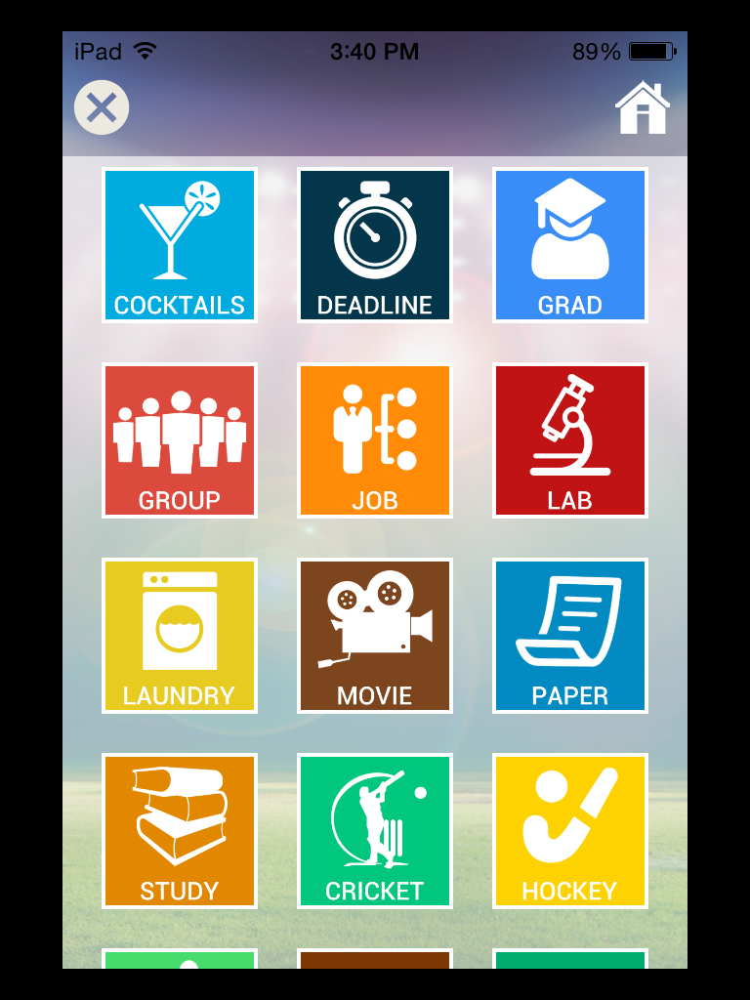 iPad 3:40 PM 89%
COCKTAILS DEADLINE GRAD
GROUP JOB LAB
LAUNDRY MOVIE PAPER
STUDY CRICKET HOCKEY